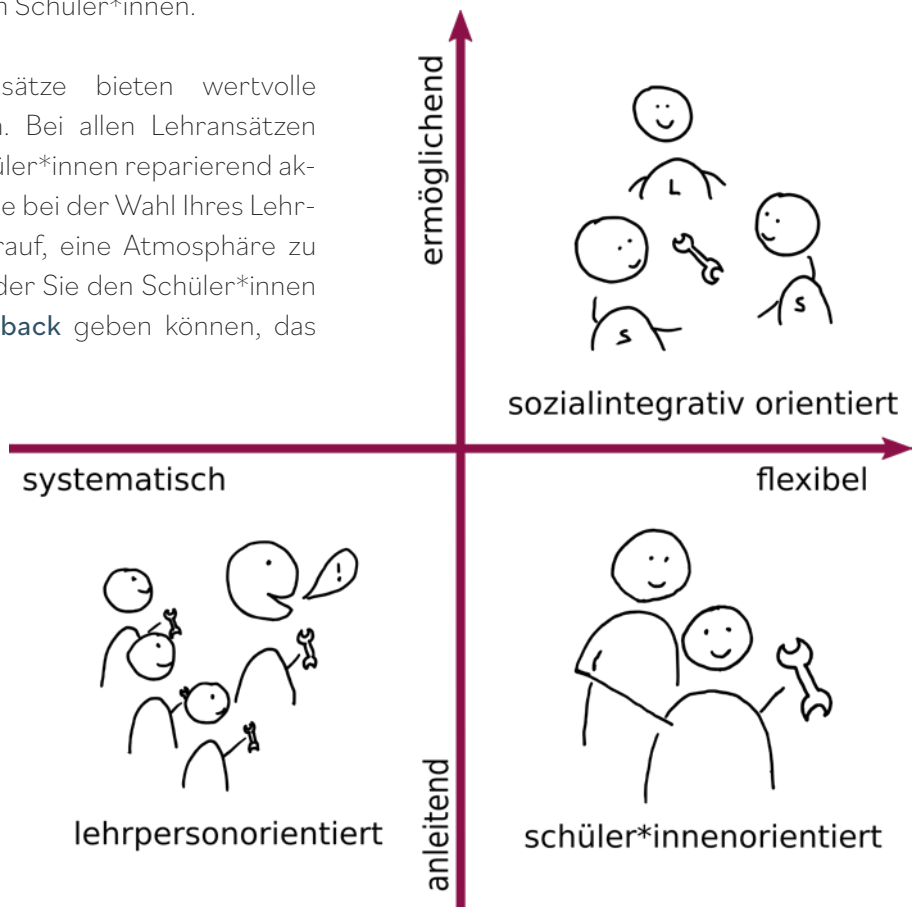 Schüler*innen.
sätze bieten wertvolle
Bei allen Lehransätzen
üler*innen reparierend ak-
e bei der Wahl Ihres Lehr-
rauf, eine Atmosphäre zu
der Sie den Schüler*innen
back geben können, das
ermöglichend
L
S
S
sozialintegrativ orientiert
systematisch
flexibel
!
lehrpersonorientiert
anleitend
schüler*innenorientiert